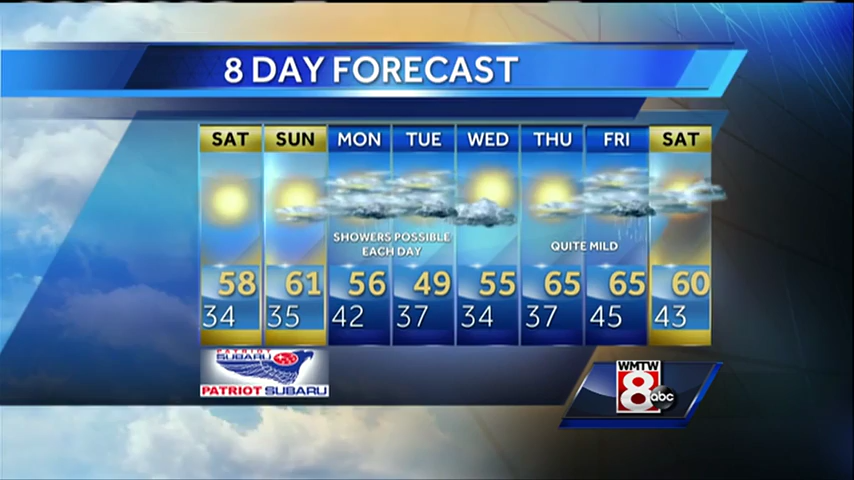 8 DAY FORECAST
SAT SUN MON TUE WED THU FRI SAT
SHOWERS POSSIBLE QUITE MILD
EACH DAY
58 61 56 49 55 65 65 60
34 35 42 37 34 37 45 43
PATRIOT
SUBARU
PATRIOT SUBARU
WMTW
8
abc